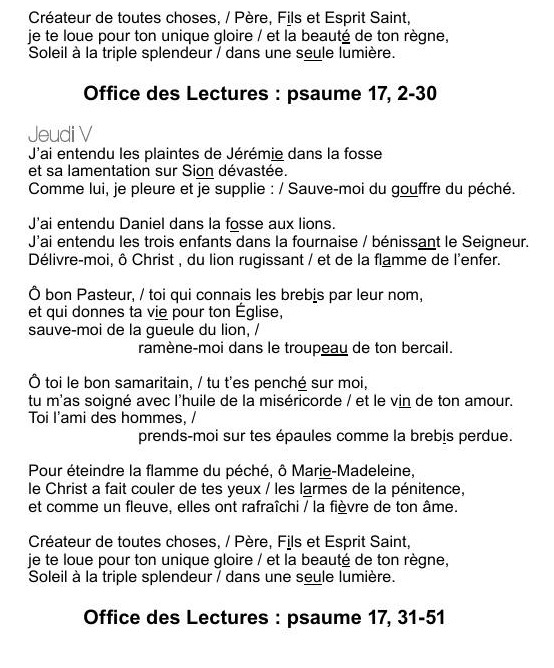 Créateur de toutes choses, / Père, Fils et Esprit Saint,
je te loue pour ton unique gloire / et la beauté de ton règne,
Soleil à la triple splendeur / dans une seule lumière.
Office des Lectures : psaume 17, 2-30
Jeudi V
J'ai entendu les plaintes de Jérémie dans la fosse
et sa lamentation sur Sion dévastée.
Comme lui, je pleure et je supplie : / Sauve-moi du gouffre du péché.
J'ai entendu Daniel dans la fosse aux lions.
J'ai entendu les trois enfants dans la fournaise / bénissant le Seigneur.
Délivre-moi, ô Christ , du lion rugissant / et de la flamme de l'enfer.
Ô bon Pasteur, / toi qui connais les brebis par leur nom,
et qui donnes ta vie pour ton Église,
sauve-moi de la gueule du lion, /
ramène-moi dans le troupeau de ton bercail.
Ô toi le bon samaritain, / tu t'es penché sur moi,
tu m'as soigné avec l'huile de la miséricorde / et le vin de ton amour.
Toi l'ami des hommes, /
prends-moi sur tes épaules comme la brebis perdue.
Pour éteindre la flamme du péché, ô Marie-Madeleine,
le Christ a fait couler de tes yeux / les larmes de la pénitence,
et comme un fleuve, elles ont rafraîchi / la fièvre de ton âme.
Créateur de toutes choses, / Père, Fils et Esprit Saint,
je te loue pour ton unique gloire / et la beauté de ton règne,
Soleil à la triple splendeur / dans une seule lumière.
Office des Lectures : psaume 17, 31-51